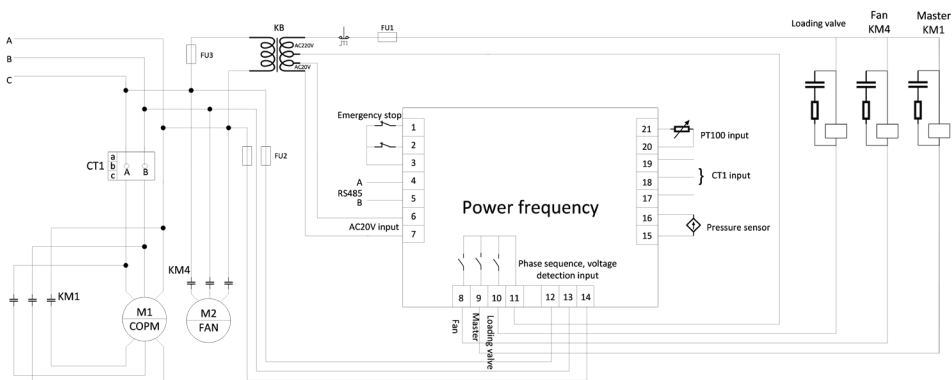 A
B
C
KB
FU1
JT1
AC220V
AC20V
FU3
FU2
Loading valve
Fan
KM4
Master
KM1
CT1
a
b
c
A
B
Emergency stop
1
2
3
4
5
6
7
A
RS485
B
AC20V input
Power frequency
21
20
19
18
17
16
15
PT100 input
CT1 input
Pressure sensor
Phase sequence, voltage
detection input
8
9
10
11
12
13
14
Fan
Master
Loading valve
KM1
KM4
M1
COPM
M2
FAN